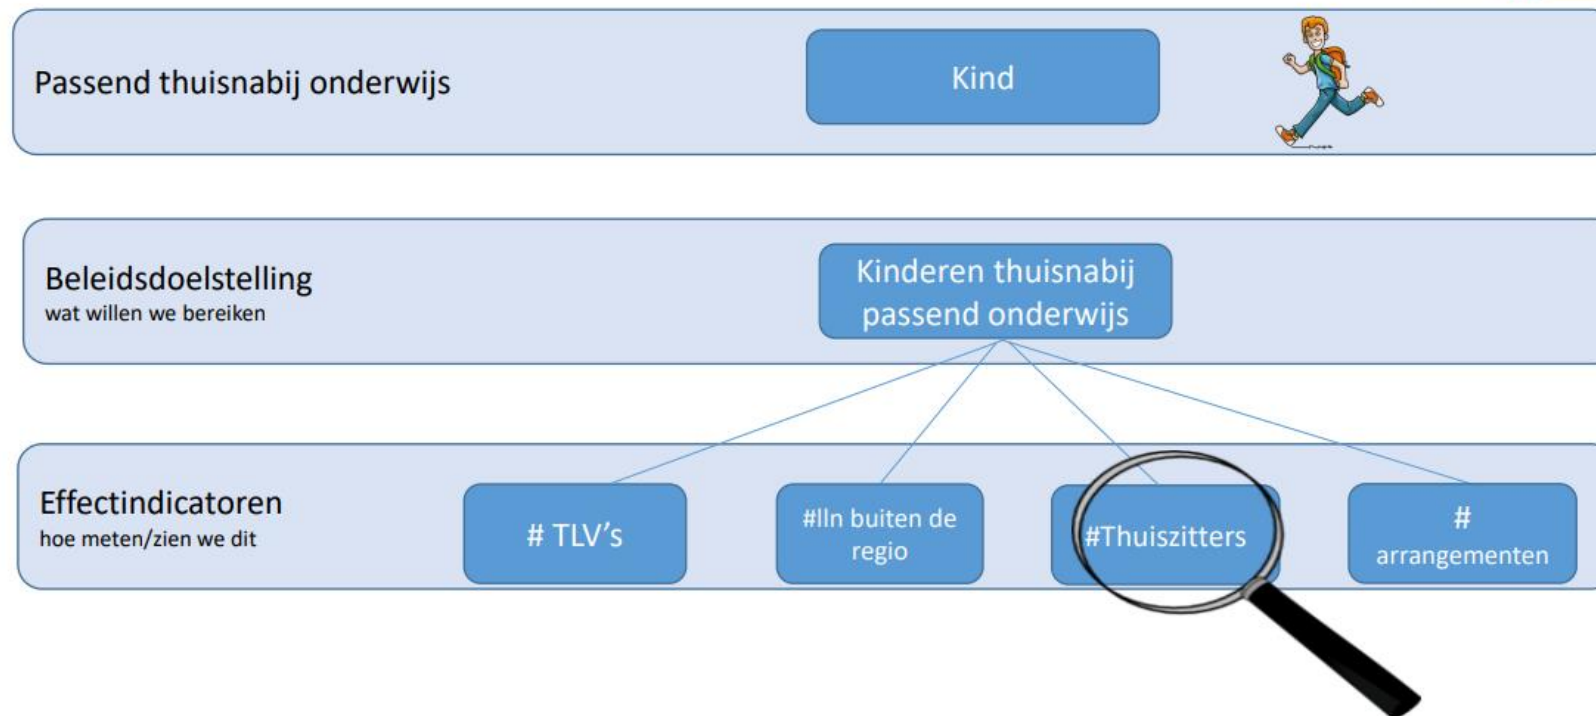 Passend thuisnabij onderwijs
Kind
Beleidsdoelstelling
wat willen we bereiken
Kinderen thuisnabij
passend onderwijs
Effectindicatoren
hoe meten/zien we dit
# TLV’s
#lln buiten de
regio
#Thuiszitters
#
arrangementen